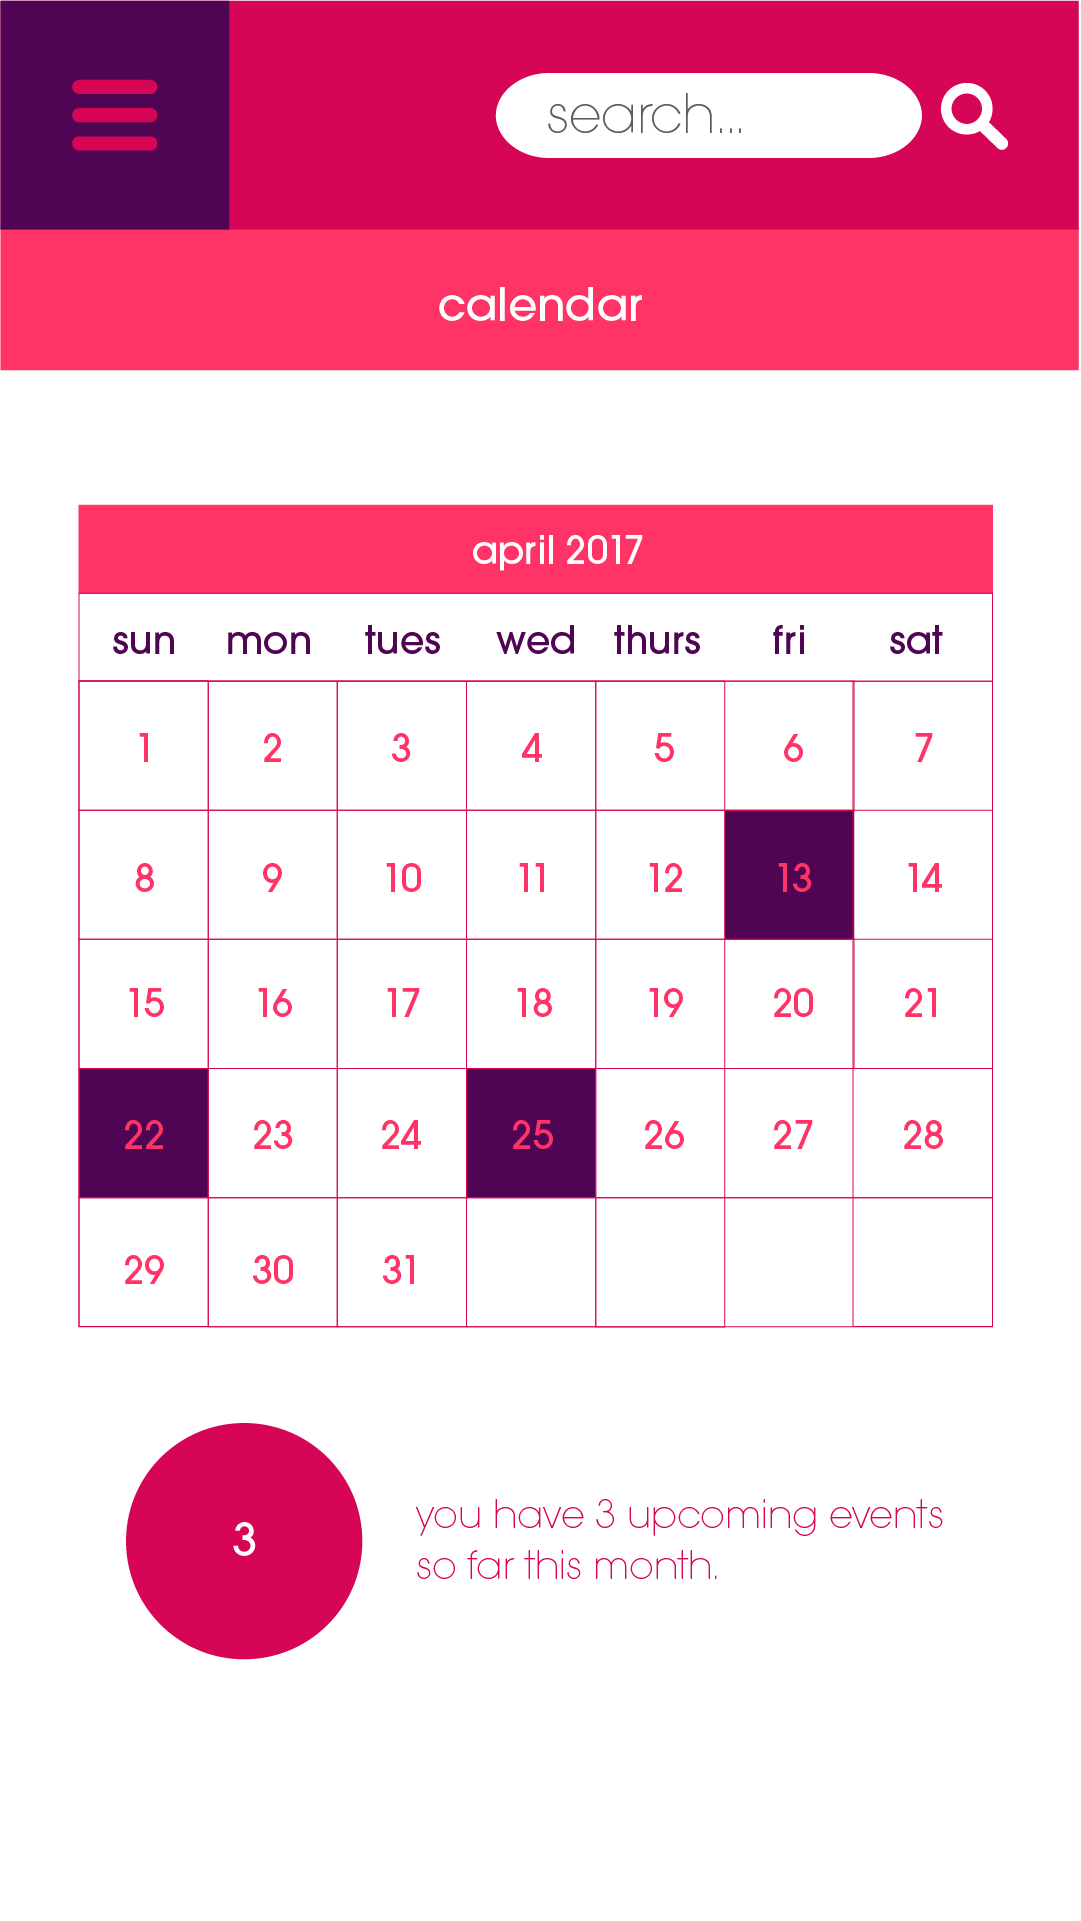 search...
calendar
april 2017
sun mon tues wed thurs fri sat
1 2 3 4 5 6 7
8 9 10 11 12 13 14
15 16 17 18 19 20 21
22 23 24 25 26 27 28
29 30 31
3
you have 3 upcoming events
so far this month.